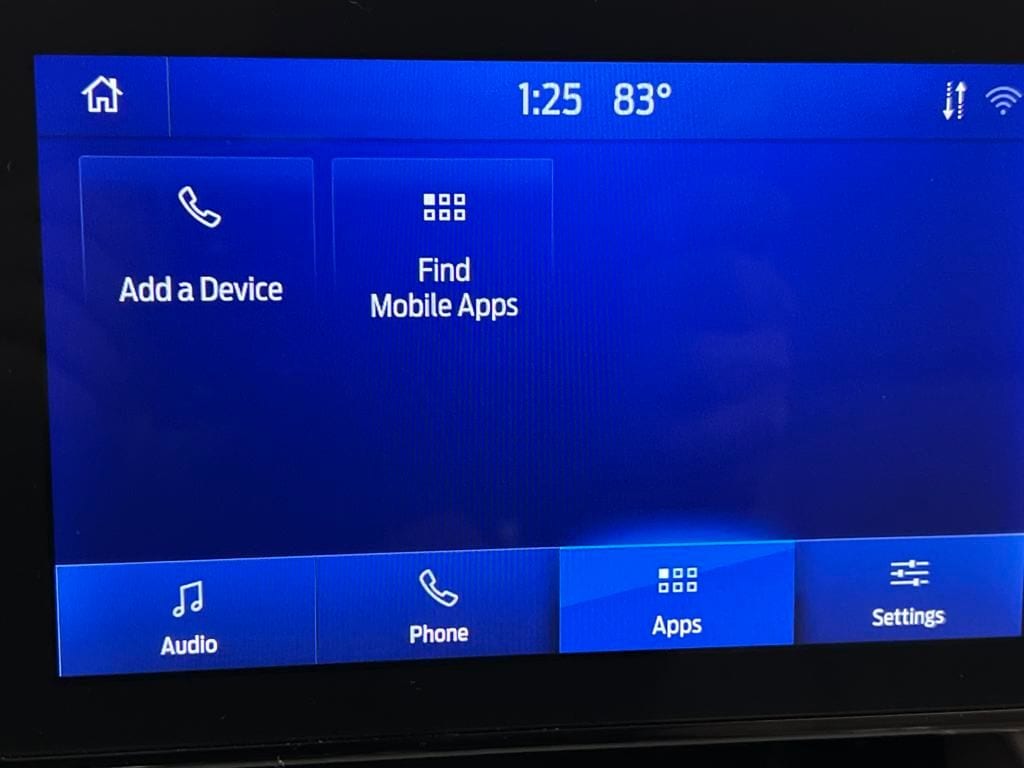 1:25 83°
Add a Device
Find
Mobile Apps
Audio
Phone
Apps
Settings